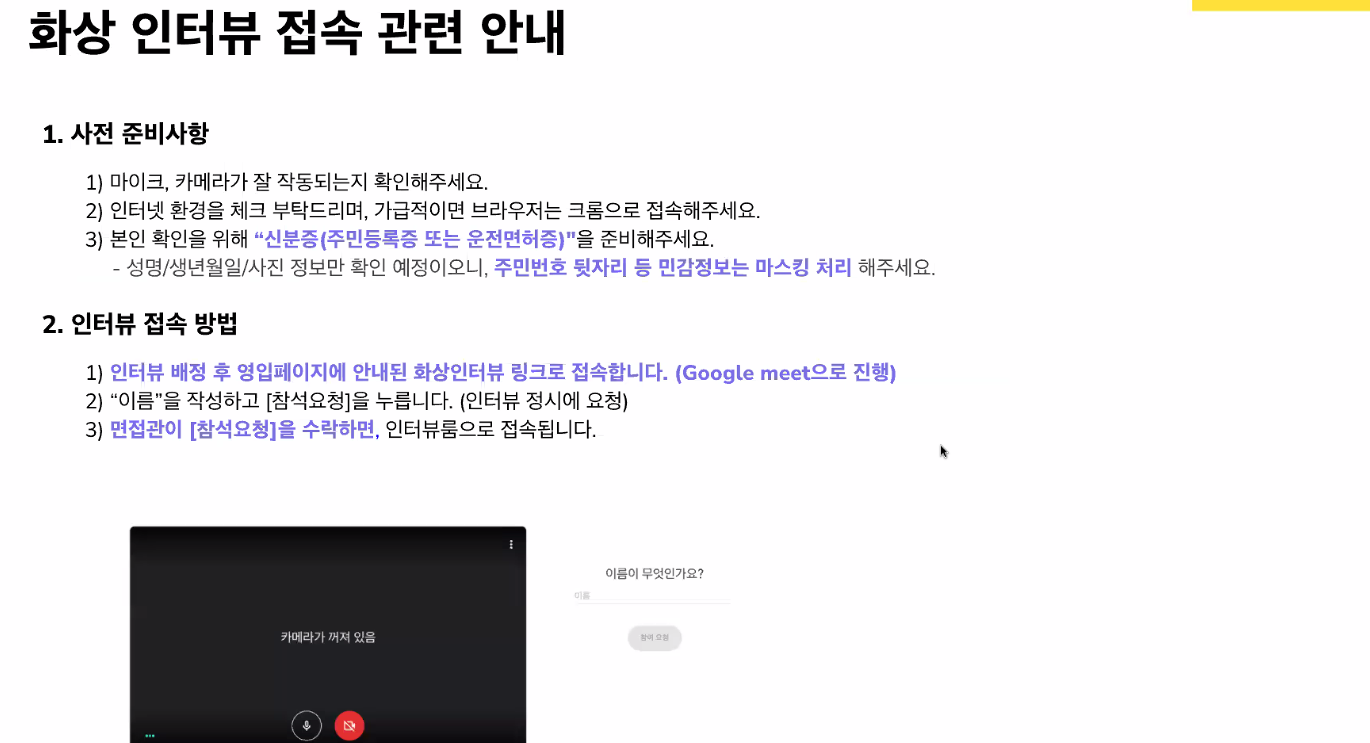 화상 인터뷰 접속 관련 안내
1. 사전 준비사항
1) 마이크, 카메라가 잘 작동되는지 확인해주세요.
2) 인터넷 환경을 체크 부탁드리며, 가급적이면 브라우저는 크롬으로 접속해주세요.
3) 본인 확인을 위해 “신분증(주민등록증 또는 운전면허증)"을 준비해주세요.
- 성명/생년월일/사진 정보만 확인 예정이오니, 주민번호 뒷자리 등 민감정보는 마스킹 처리 해주세요.
2. 인터뷰 접속 방법
1) 인터뷰 배정 후 영입페이지에 안내된 화상인터뷰 링크로 접속합니다. (Google meet으로 진행)
2) “이름”을 작성하고 [참석요청]을 누릅니다. (인터뷰 정시에 요청)
3) 면접관이 [참석요청]을 수락하면, 인터뷰룸으로 접속됩니다.
이름이 무엇인가요?
이름
카메라가 꺼져 있음
참여 요청